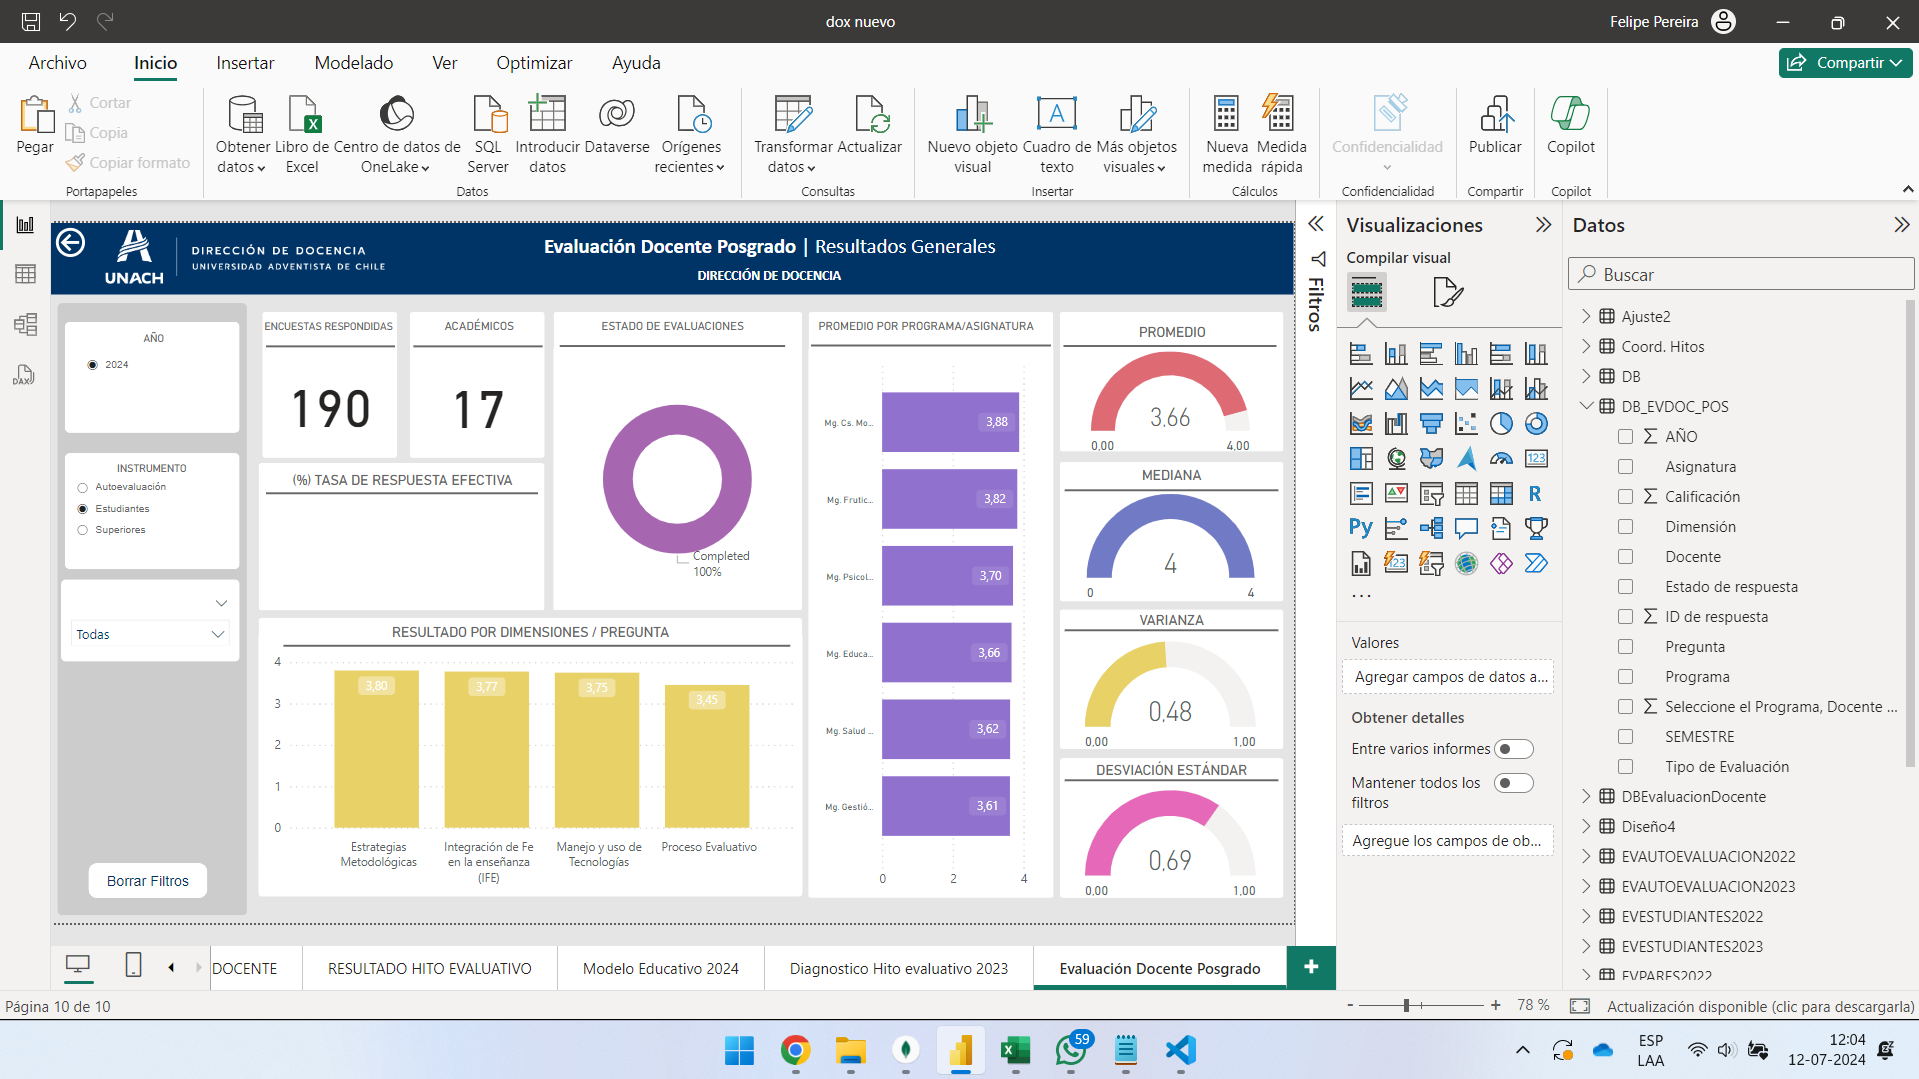 dox nuevo
Felipe Pereira
Archivo
Inicio
Insertar
Modelado
Ver
Optimizar
Ayuda
Compartir
Pegar
Cortar
Copia
Copiar formato
Portapapeles
Obtener datos
Libro de Excel
Centro de datos de OneLake
SQL Server
Introducir datos
Dataverse
Orígenes recientes
Datos
Transformar datos
Actualizar
Consultas
Nuevo objeto visual
Cuadro de texto
Más objetos visuales
Insertar
Nueva medida
Medida rápida
Cálculos
Confidencialidad
Confidencialidad
Publicar
Compartir
Copilot
Copilot
UNACH
DIRECCIÓN DE DOCENCIA
UNIVERSIDAD ADVENTISTA DE CHILE
Evaluación Docente Posgrado | Resultados Generales
DIRECCIÓN DE DOCENCIA
AÑO
2024
INSTRUMENTO
Autoevaluación
Estudiantes
Superiores
Todas
Borrar Filtros
ENCUESTAS RESPONDIDAS
190
ACADÉMICOS
17
(%) TASA DE RESPUESTA EFECTIVA
ESTADO DE EVALUACIONES
Completed
100%
RESULTADO POR DIMENSIONES / PREGUNTA
4
3
2
1
0
3,80
3,77
3,75
3,45
Estrategias Metodológicas
Integración de Fe en la enseñanza (IFE)
Manejo y uso de Tecnologías
Proceso Evaluativo
PROMEDIO POR PROGRAMA/ASIGNATURA
Mg. Cs. Mo...
3,88
Mg. Frutic...
3,82
Mg. Psicol...
3,70
Mg. Educa...
3,66
Mg. Salud ...
3,62
Mg. Gestió...
3,61
0
2
4
PROMEDIO
3,66
0,00
4,00
MEDIANA
4
0
4
VARIANZA
0,48
0,00
1,00
DESVIACIÓN ESTÁNDAR
0,69
0,00
1,00
Filtros
Visualizaciones
Compilar visual
123
R
Py
123
...
Valores
Agregar campos de datos a...
Obtener detalles
Entre varios informes
Mantener todos los filtros
Agregue los campos de ob...
Datos
Buscar
Ajuste2
Coord. Hitos
DB
DB_EVDOC_POS
AÑO
Asignatura
Calificación
Dimensión
Docente
Estado de respuesta
ID de respuesta
Pregunta
Programa
Seleccione el Programa, Docente ...
SEMESTRE
Tipo de Evaluación
DBEvaluacionDocente
Diseño4
EVAUTOEVALUACION2022
EVAUTOEVALUACION2023
EVESTUDIANTES2022
EVESTUDIANTES2023
EVPARES2022
DAX
DOCENTE
RESULTADO HITO EVALUATIVO
Modelo Educativo 2024
Diagnostico Hito evaluativo 2023
Evaluación Docente Posgrado
+
Página 10 de 10
- + 78 %
Actualización disponible (clic para descargarla)
59
ESP
LAA
12:04
12-07-2024